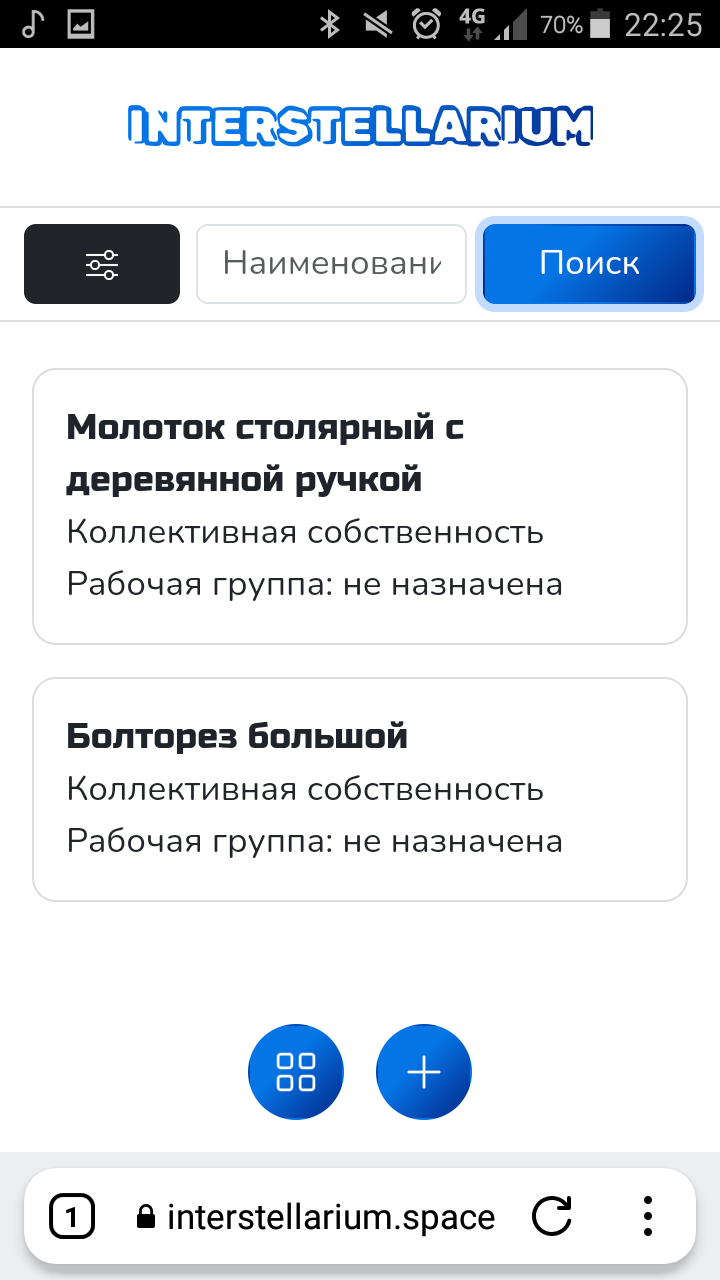 4G 70% 22:25
INTERSTELLARIUM
Наименовани Поиск
Молоток столярный с
деревянной ручкой
Коллективная собственность
Рабочая группа: не назначена
Болторез большой
Коллективная собственность
Рабочая группа: не назначена
1 interstellarium.space